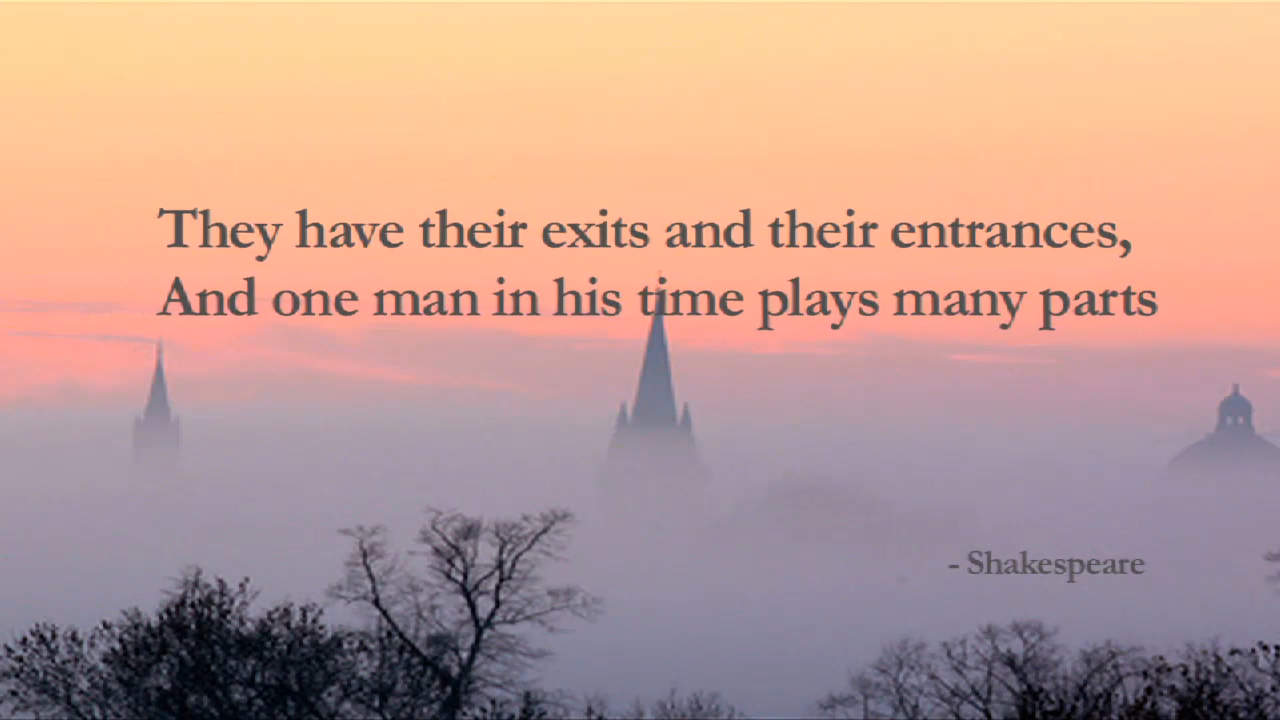 They have their exits and their entrances,
And one man in his time plays many parts
- Shakespeare